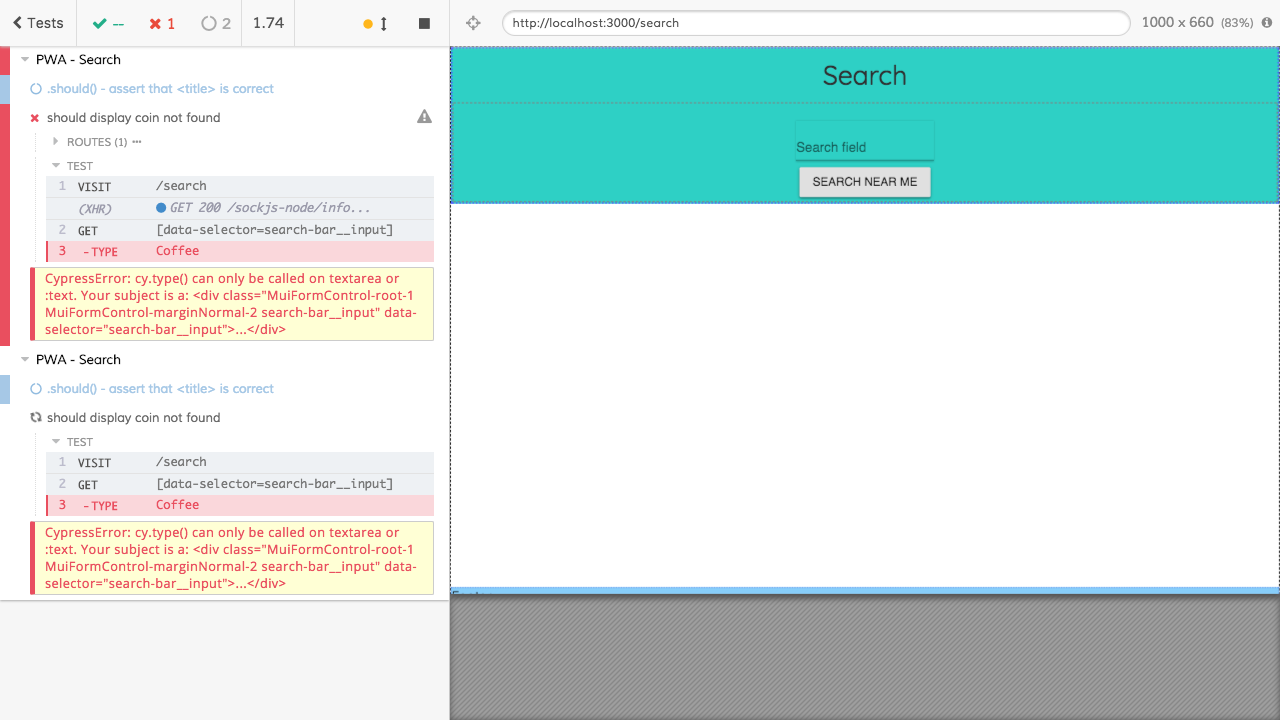 Tests
--
1
2
1.74
http://localhost:3000/search
1000 x 660 (83%)
PWA - Search
.should() - assert that <title> is correct
should display coin not found
ROUTES (1) •••
TEST
1 VISIT /search
(XHR) GET 200 /sockjs-node/info...
2 GET [data-selector=search-bar__input]
3 - TYPE Coffee
CypressError: cy.type() can only be called on textarea or
:text. Your subject is a: <div class="MuiFormControl-root-1
MuiFormControl-marginNormal-2 search-bar__input" data-
selector="search-bar__input">...</div>
PWA - Search
.should() - assert that <title> is correct
should display coin not found
TEST
1 VISIT /search
2 GET [data-selector=search-bar__input]
3 - TYPE Coffee
CypressError: cy.type() can only be called on textarea or
:text. Your subject is a: <div class="MuiFormControl-root-1
MuiFormControl-marginNormal-2 search-bar__input" data-
selector="search-bar__input">...</div>
Search
Search field
SEARCH NEAR ME